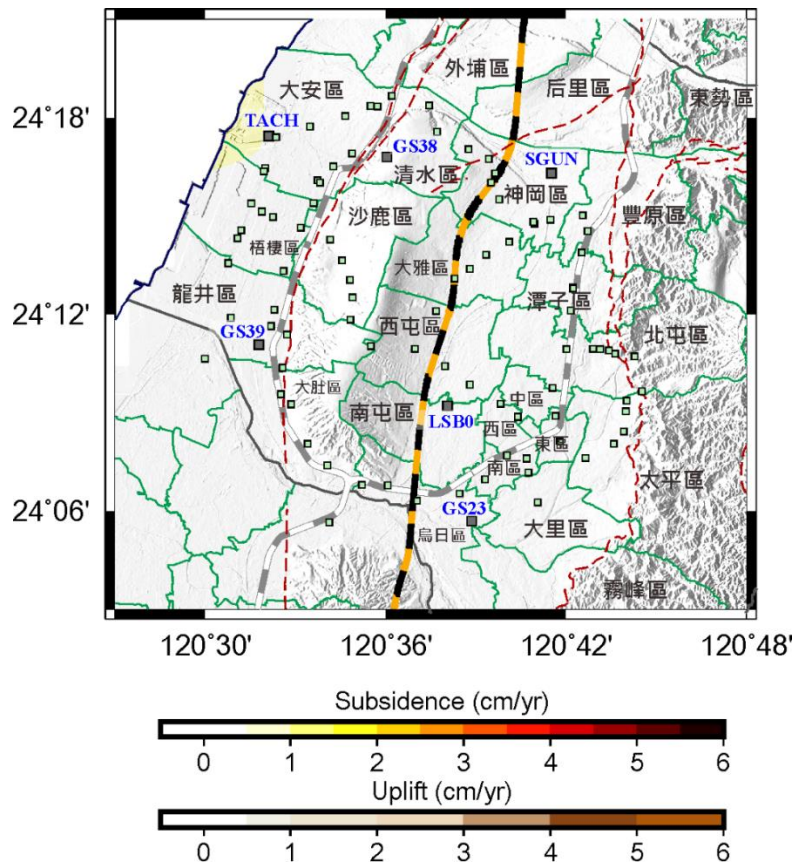 外埔區
后里區
大安區
東勢區
24°18'
TACH
GS38
SGUN
清水區
神岡區
沙鹿區
豐原區
梧棲區
大雅區
龍井區
潭子區
24°12'
西屯區
北屯區
GS39
大肚區
中區
南屯區
LSB0
西區
東區
南區
太平區
24°06'
GS23
大里區
烏日區
霧峰區
120°30'
120°36'
120°42'
120°48'
Subsidence (cm/yr)
0 1 2 3 4 5 6
Uplift (cm/yr)
0 1 2 3 4 5 6